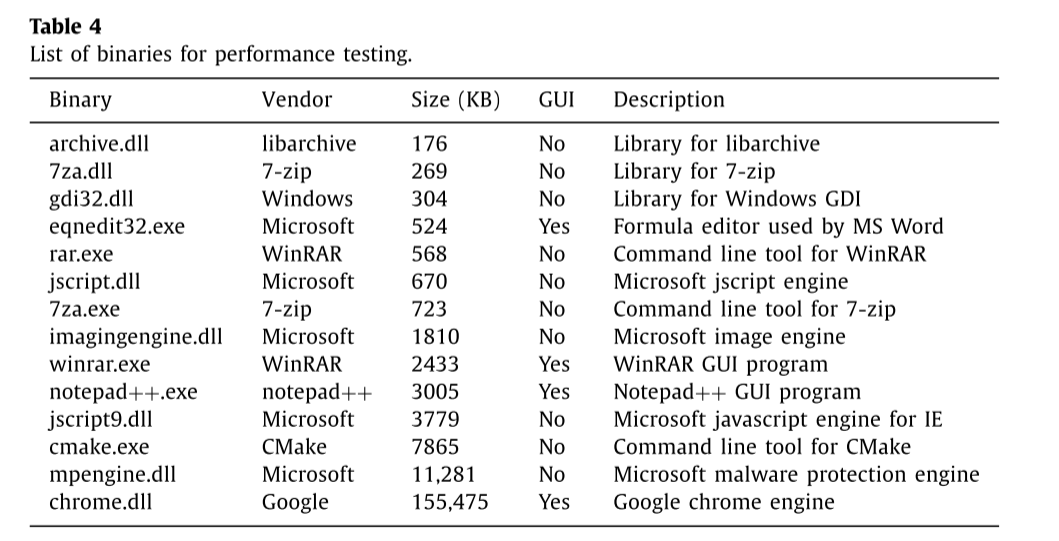 Table 4
List of binaries for performance testing.
Binary Vendor Size (KB) GUI Description
archive.dll libarchive 176 No Library for libarchive
7za.dll 7-zip 269 No Library for 7-zip
gdi32.dll Windows 304 No Library for Windows GDI
eqnedit32.exe Microsoft 524 Yes Formula editor used by MS Word
rar.exe WinRAR 568 No Command line tool for WinRAR
jscript.dll Microsoft 670 No Microsoft jscript engine
7za.exe 7-zip 723 No Command line tool for 7-zip
imagingengine.dll Microsoft 1810 No Microsoft image engine
winrar.exe WinRAR 2433 Yes WinRAR GUI program
notepad++.exe notepad++ 3005 Yes Notepad++ GUI program
jscript9.dll Microsoft 3779 No Microsoft javascript engine for IE
cmake.exe CMake 7865 No Command line tool for CMake
mpengine.dll Microsoft 11,281 No Microsoft malware protection engine
chrome.dll Google 155,475 Yes Google chrome engine